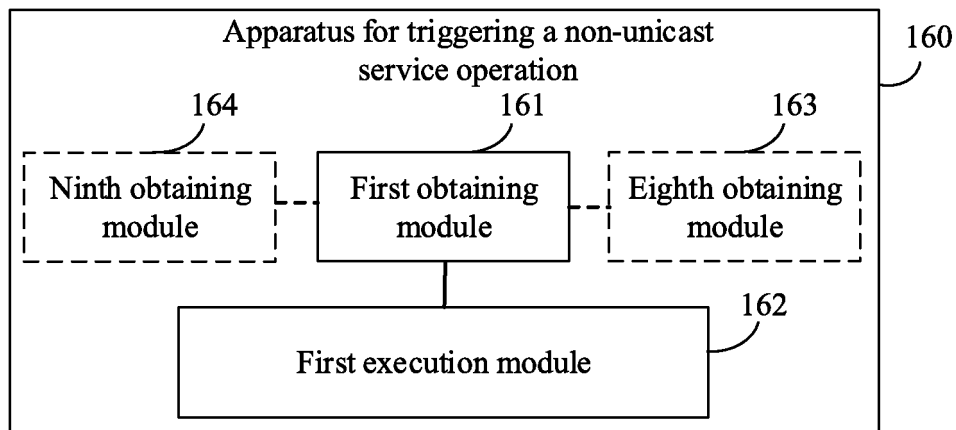 Apparatus for triggering a non-unicast
service operation
160
164
161
163
Ninth obtaining
module
First obtaining
module
Eighth obtaining
module
162
First execution module